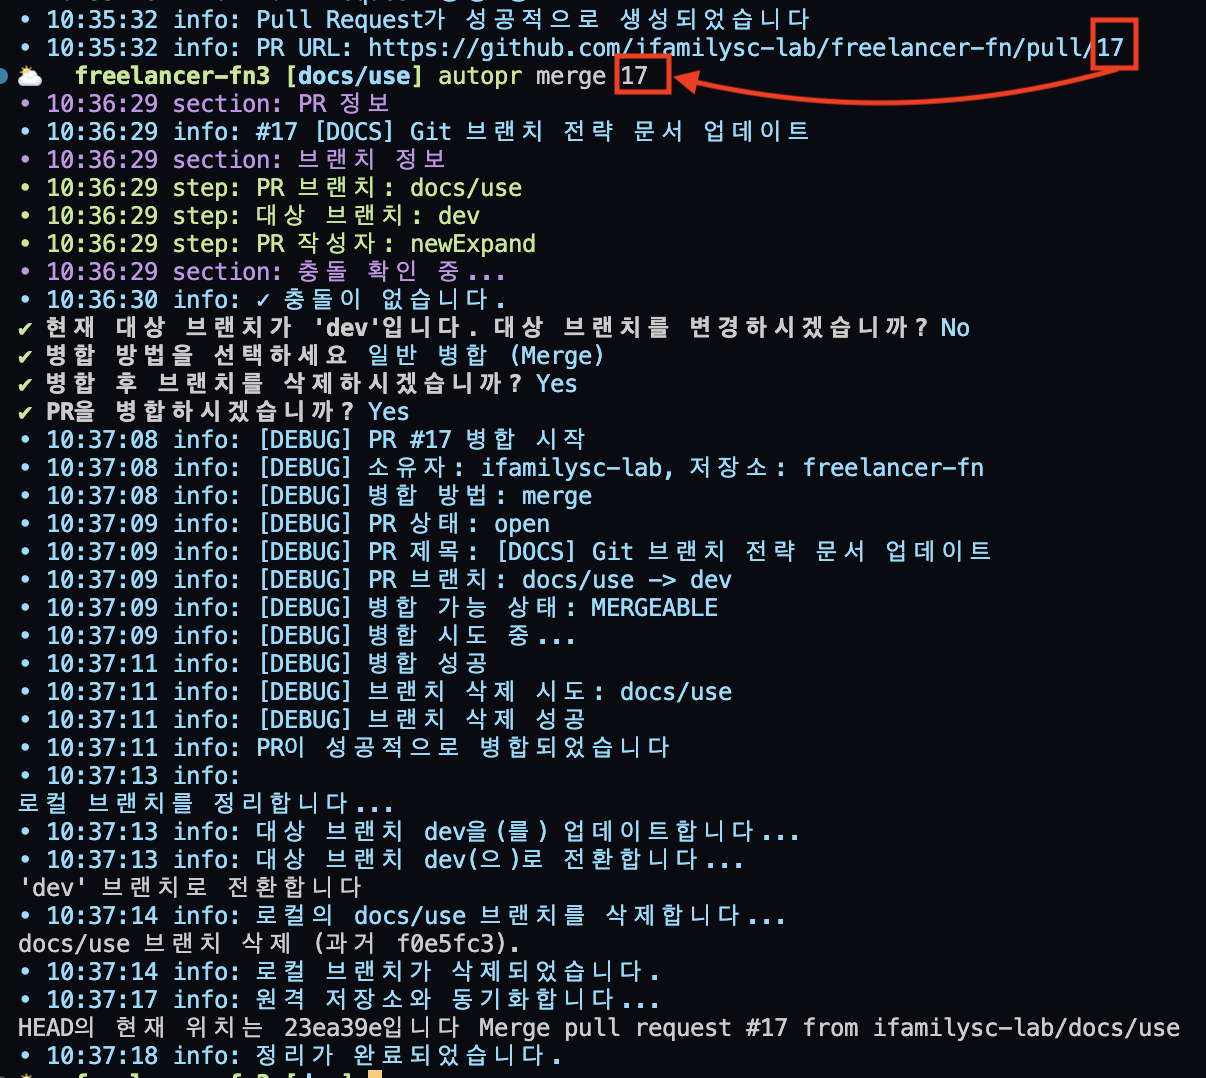 • 10:35:32 info: Pull Request가 성공적으로 생성되었습니다
• 10:35:32 info: PR URL: https://github.com/ifamilysc-lab/freelancer-fn/pull/17
freelancer-fn3 [docs/use] autopr merge 17
• 10:36:29 section: PR 정보
• 10:36:29 info: #17 [DOCS] Git 브랜치 전략 문서 업데이트
• 10:36:29 section: 브랜치 정보
• 10:36:29 step: PR 브랜치: docs/use
• 10:36:29 step: 대상 브랜치: dev
• 10:36:29 step: PR 작성자: newExpand
• 10:36:29 section: 충돌 확인 중...
• 10:36:30 info: ✓ 충돌이 없습니다.
✔ 현재 대상 브랜치가 'dev'입니다. 대상 브랜치를 변경하시겠습니까? No
✔ 병합 방법을 선택하세요 일반 병합 (Merge)
✔ 병합 후 브랜치를 삭제하시겠습니까? Yes
✔ PR을 병합하시겠습니까? Yes
• 10:37:08 info: [DEBUG] PR #17 병합 시작
• 10:37:08 info: [DEBUG] 소유자: ifamilysc-lab, 저장소: freelancer-fn
• 10:37:08 info: [DEBUG] 병합 방법: merge
• 10:37:09 info: [DEBUG] PR 상태: open
• 10:37:09 info: [DEBUG] PR 제목: [DOCS] Git 브랜치 전략 문서 업데이트
• 10:37:09 info: [DEBUG] PR 브랜치: docs/use -> dev
• 10:37:09 info: [DEBUG] 병합 가능 상태: MERGEABLE
• 10:37:09 info: [DEBUG] 병합 시도 중...
• 10:37:11 info: [DEBUG] 병합 성공
• 10:37:11 info: [DEBUG] 브랜치 삭제 시도: docs/use
• 10:37:11 info: [DEBUG] 브랜치 삭제 성공
• 10:37:11 info: PR이 성공적으로 병합되었습니다
• 10:37:13 info:
로컬 브랜치를 정리합니다...
• 10:37:13 info: 대상 브랜치 dev을(를) 업데이트합니다...
• 10:37:13 info: 대상 브랜치 dev(으)로 전환합니다...
'dev' 브랜치로 전환합니다
• 10:37:14 info: 로컬의 docs/use 브랜치를 삭제합니다...
docs/use 브랜치 삭제 (과거 f0e5fc3).
• 10:37:14 info: 로컬 브랜치가 삭제되었습니다.
• 10:37:17 info: 원격 저장소와 동기화합니다...
HEAD의 현재 위치는 23ea39e입니다 Merge pull request #17 from ifamilysc-lab/docs/use
• 10:37:18 info: 정리가 완료되었습니다.